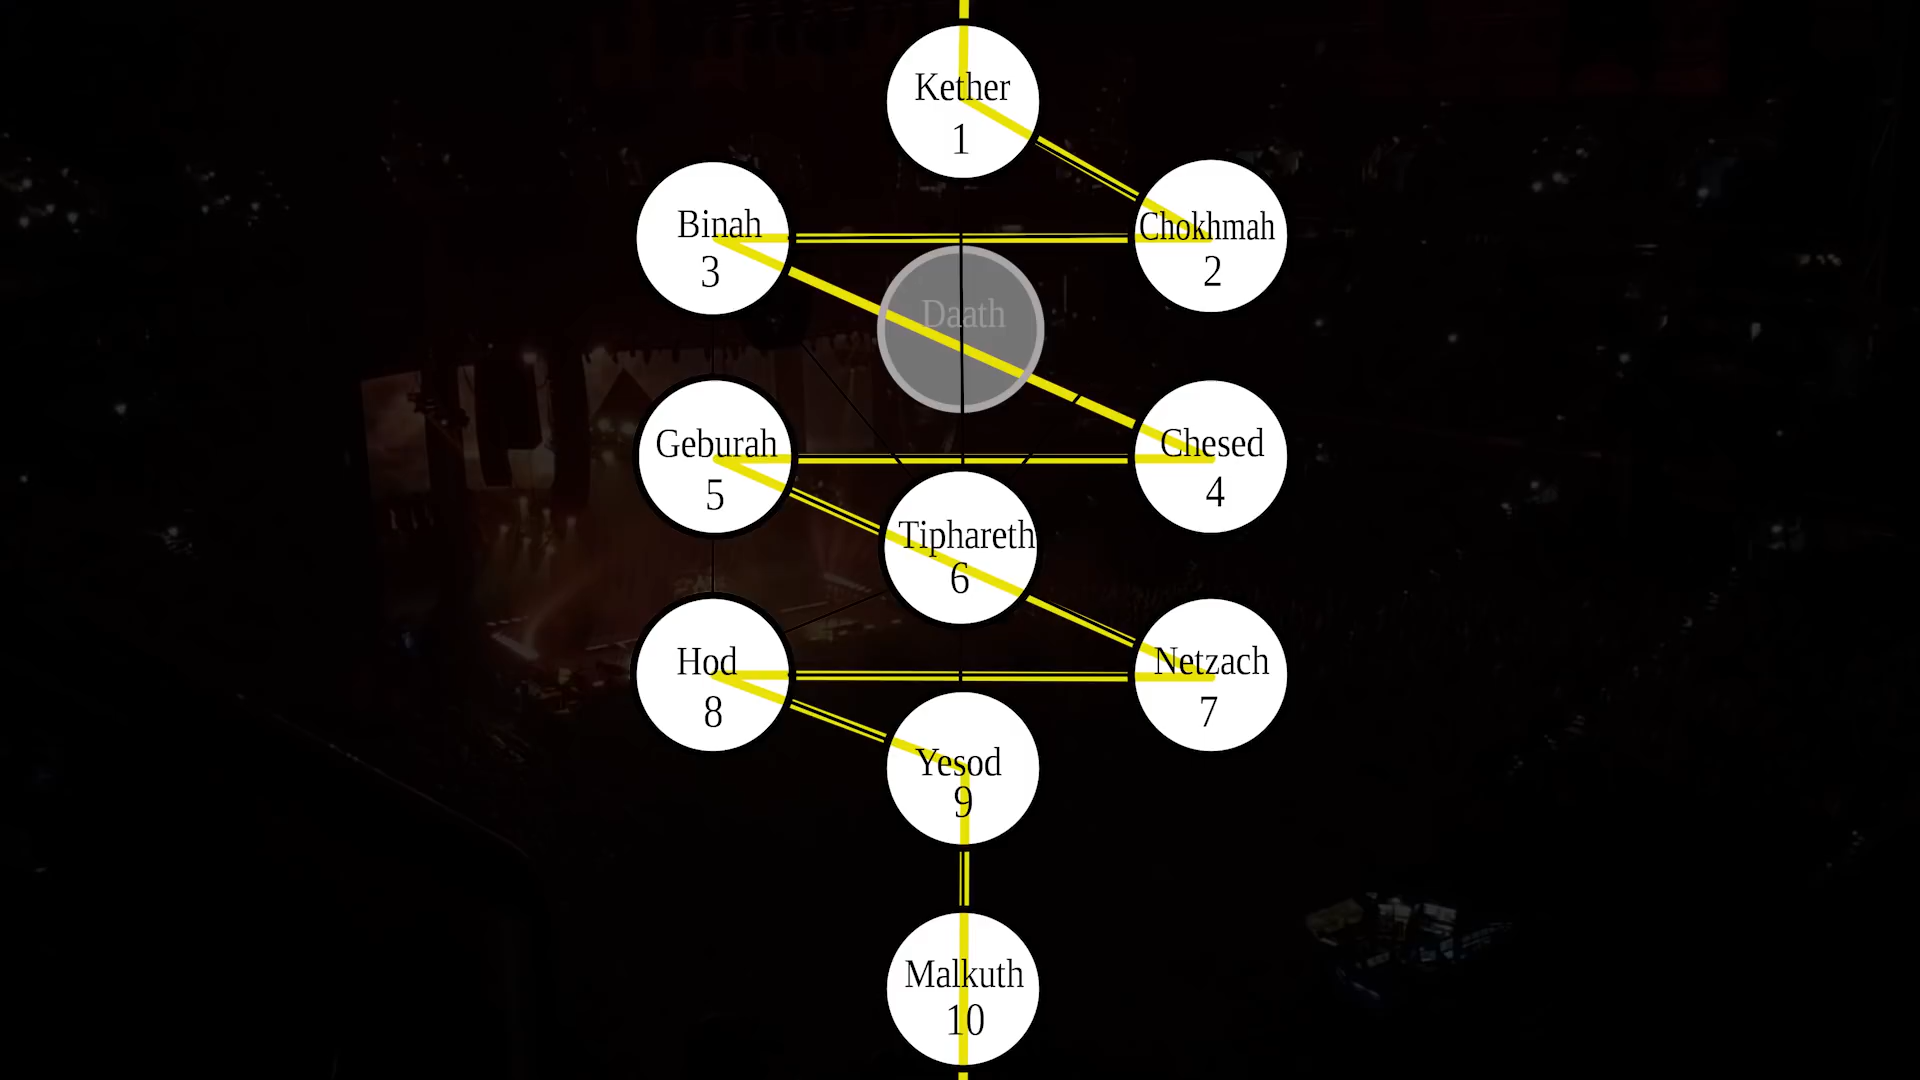 Kether
1
Binah
3
Chokhmah
2
Daath
Geburah
5
Chesed
4
Tiphareth
6
Hod
8
Netzach
7
Yesod
9
Malkuth
10